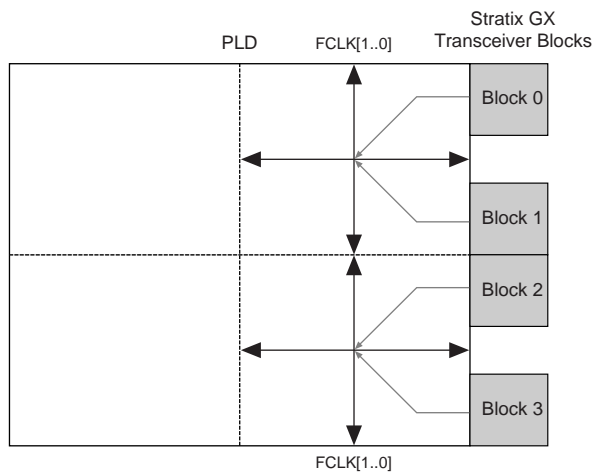 Stratix GX
Transceiver Blocks
PLD
FCLK[1..0]
Block 0
Block 1
Block 2
Block 3
FCLK[1..0]